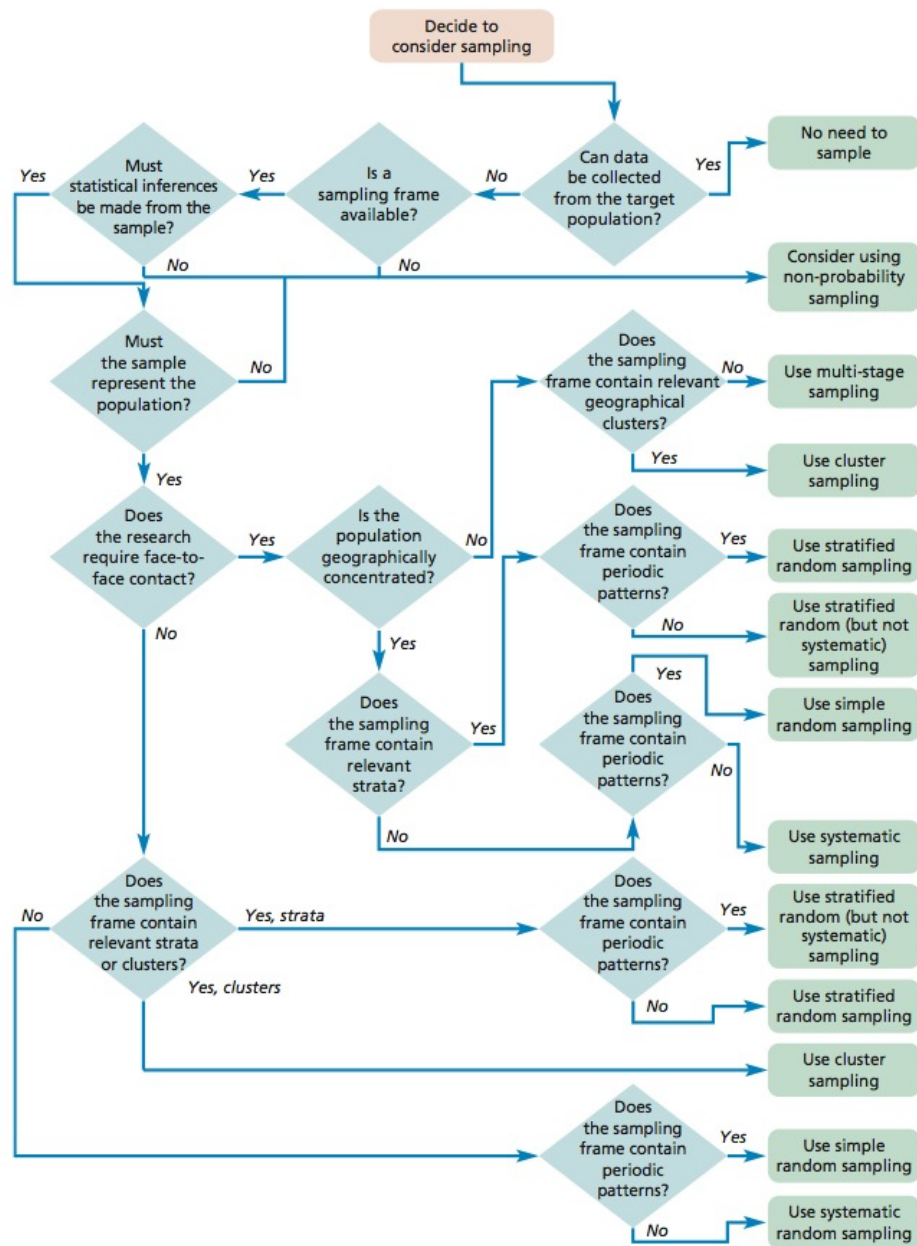 Decide to
consider sampling
No need to
sample
Must
statistical inferences
be made from the
sample?
Yes
Yes
Is a
sampling frame
available?
No
Can data
be collected
from the target
population?
Yes
No
No
Consider using
non-probability
sampling
Must
the sample
represent the
population?
No
Does
the sampling
frame contain relevant
geographical
clusters?
No
Use multi-stage
sampling
Yes
Use cluster
sampling
Yes
Does
the research
require face-to-
face contact?
Yes
Is the
population
geographically
concentrated?
No
Does
the sampling
frame contain
periodic
patterns?
Yes
Use stratified
random sampling
No
Use stratified
random (but not
systematic)
sampling
No
Yes
Does
the sampling
frame contain
relevant
strata?
Yes
Does
the sampling
frame contain
periodic
patterns?
Yes
Use simple
random sampling
No
No
Use systematic
sampling
No
Does
the sampling
frame contain
relevant strata
or clusters?
Yes, strata
Yes, clusters
Does
the sampling
frame contain
periodic
patterns?
Yes
Use stratified
random (but not
systematic)
sampling
No
Use stratified
random sampling
Use cluster
sampling
Does
the sampling
frame contain
periodic
patterns?
Yes
Use simple
random sampling
No
Use systematic
random sampling